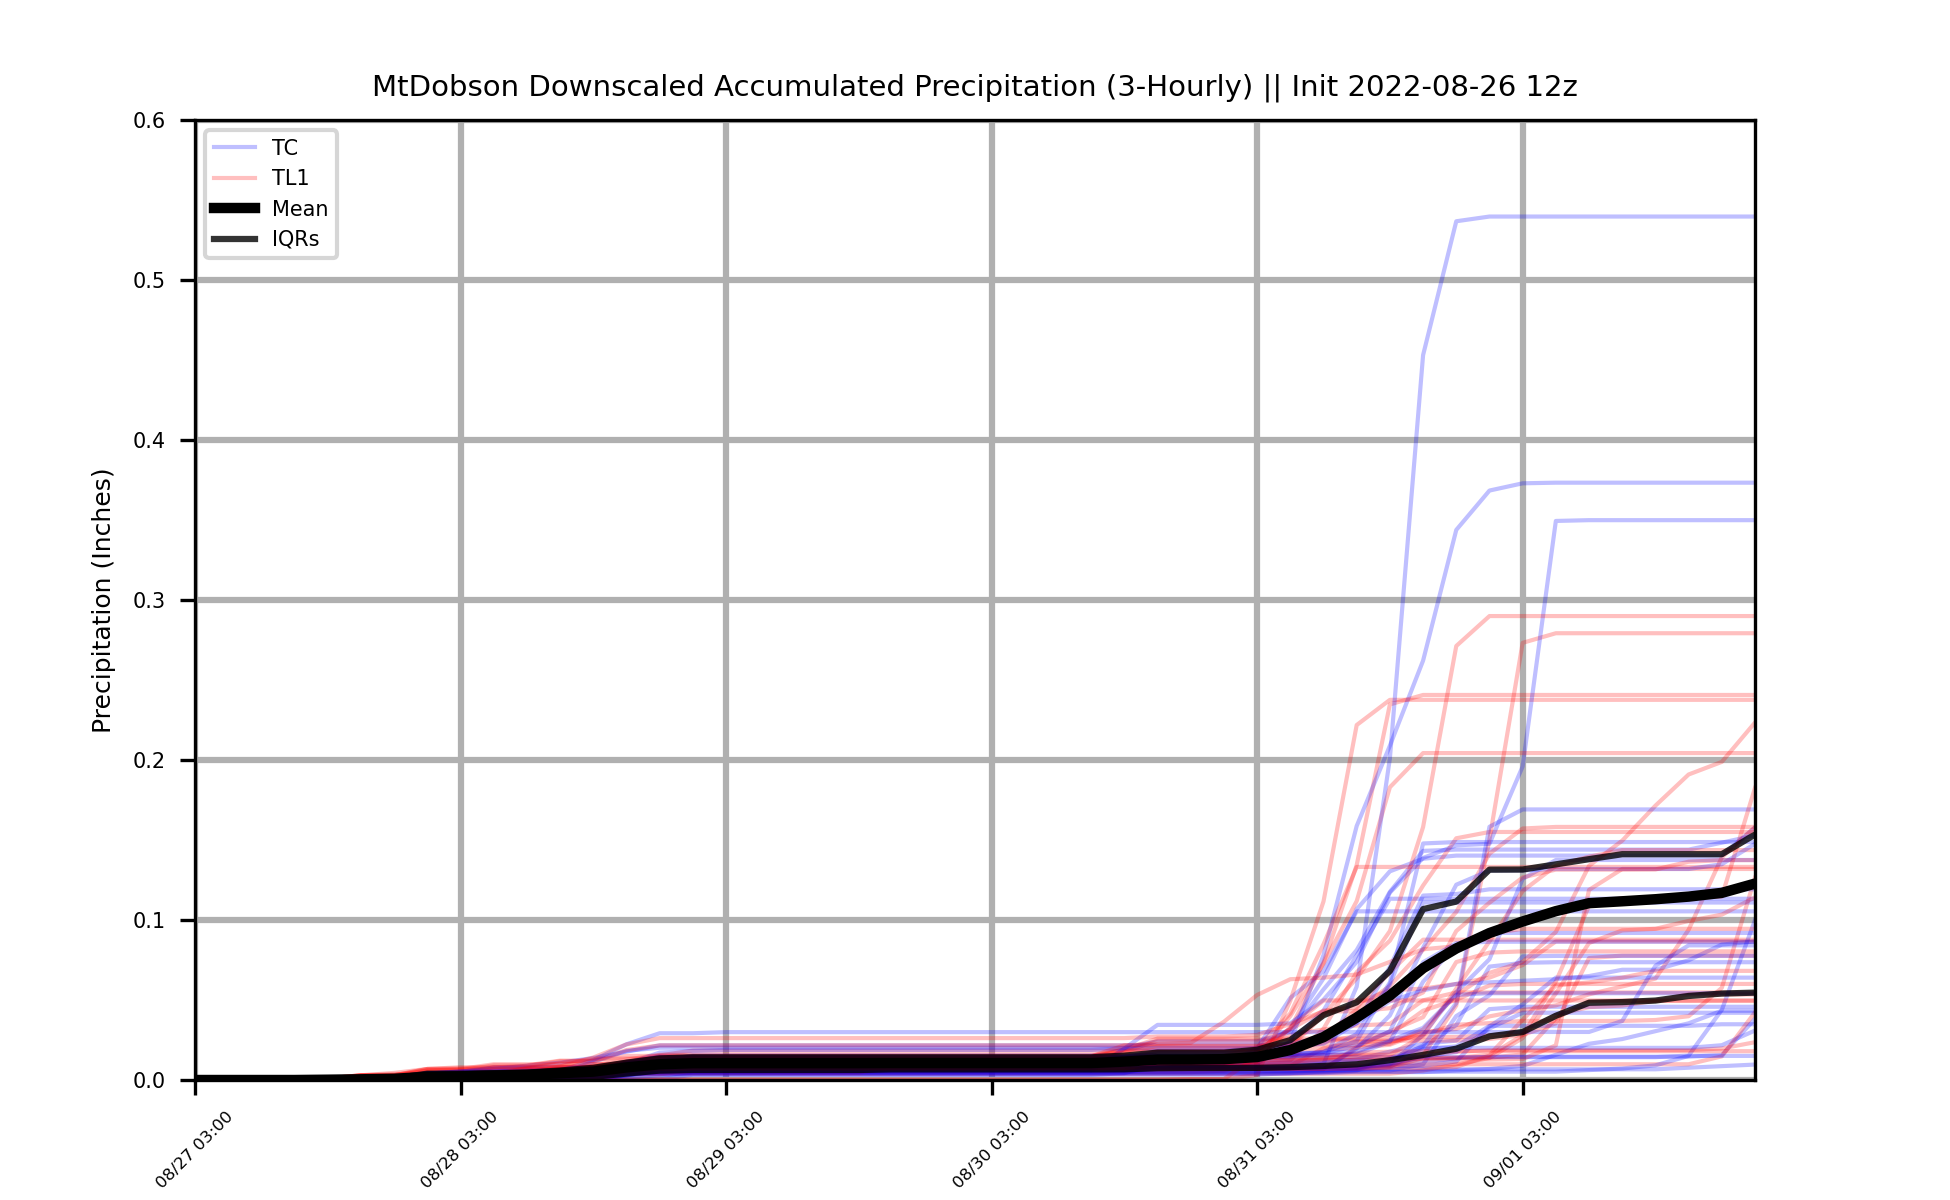 MtDobson Downscaled Accumulated Precipitation (3-Hourly) || Init 2022-08-26 12z
TC
TL1
Mean
IQRs
Precipitation (Inches)
0.6
0.5
0.4
0.3
0.2
0.1
0.0
08/27 03:00
08/28 03:00
08/29 03:00
08/30 03:00
08/31 03:00
09/01 03:00